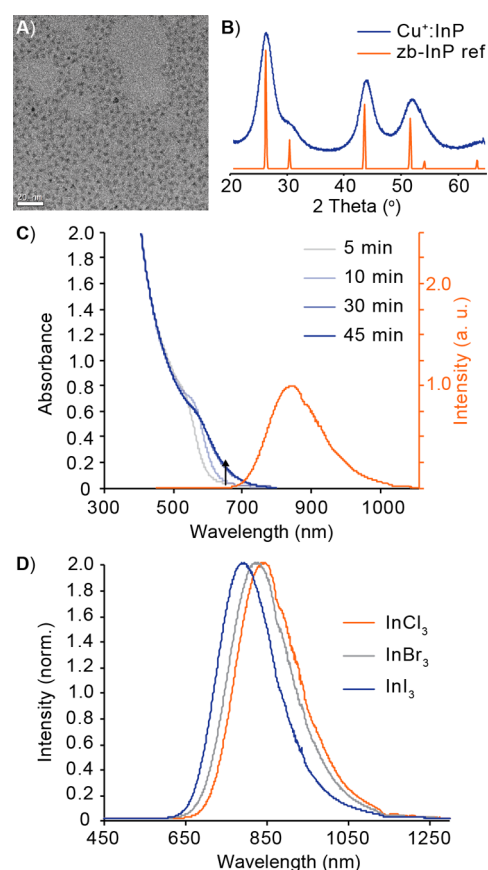 A)
20 nm
B)
Cu⁺:InP
zb-InP ref
20 40 60
2 Theta (°)
C)
2.0
1.8
1.6
1.4
1.2
1.0
0.8
0.6
0.4
0.2
0
Absorbance
5 min
10 min
30 min
45 min
2.0
1.0
Intensity (a. u.)
300 500 700 900 1100
Wavelength (nm)
D)
2.0
1.8
1.6
1.4
1.2
1.0
0.8
0.6
0.4
0.2
0
Intensity (norm.)
InCl₃
InBr₃
InI₃
450 650 850 1050 1250
Wavelength (nm)